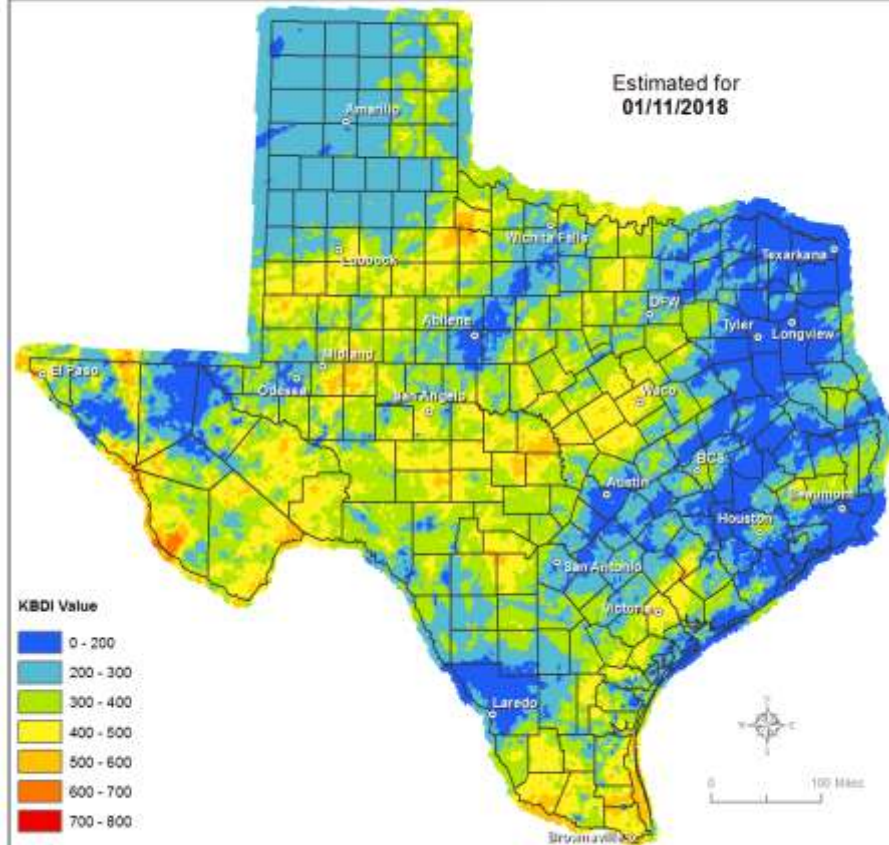 Estimated for
01/11/2018
Amarillo
Wichita Falls
Lubbock
Texarkana
DFW
Abilene
Tyler
Longview
El Paso
Midland
Odessa
San Angelo
Waco
BCS
Austin
Beaumont
Houston
San Antonio
Victoria
Laredo
Brownsville
KBDI Value
0 - 200
200 - 300
300 - 400
400 - 500
500 - 600
600 - 700
700 - 800
0 100 Miles